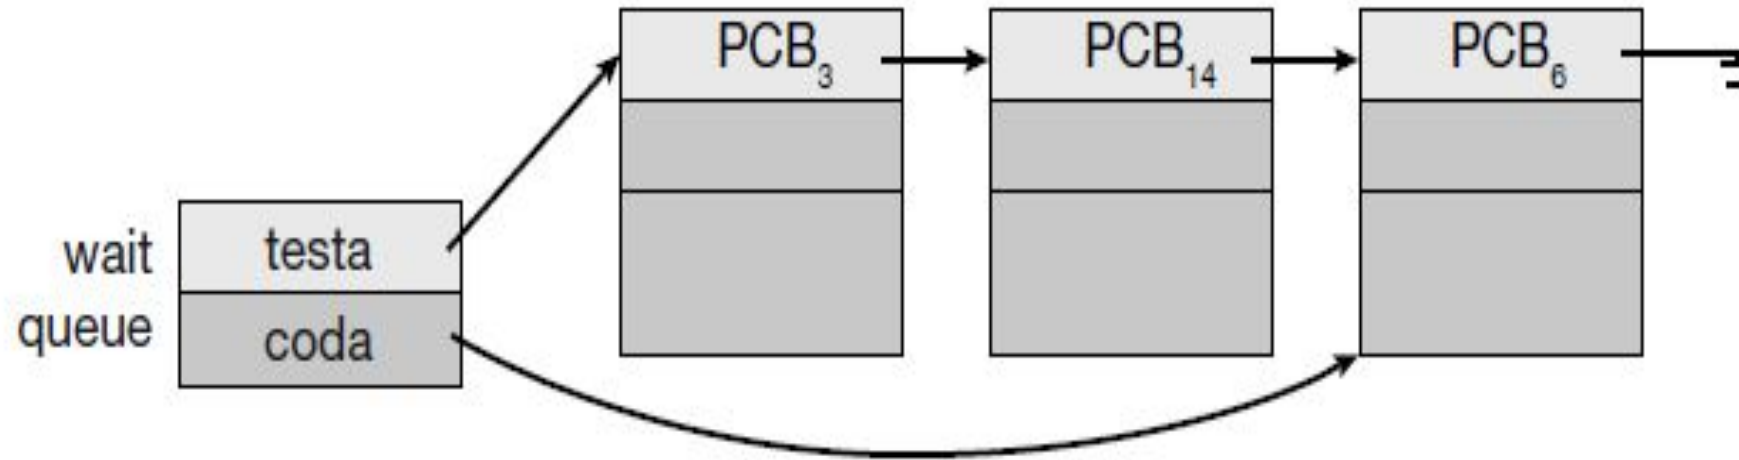 PCB₃
PCB₁₄
PCB₆
wait
queue
testa
coda